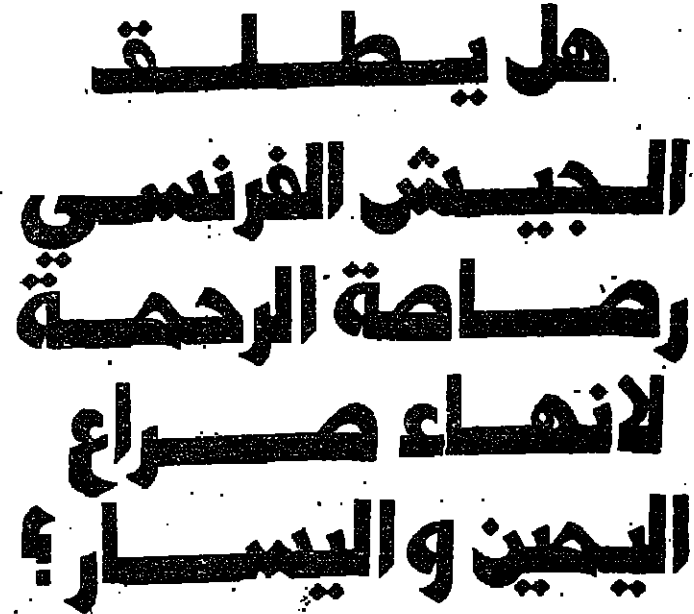 هل يطلق
الجيش الفرنسي
رصاصة الرحمة
لانهاء صراع
اليمين واليسار؟